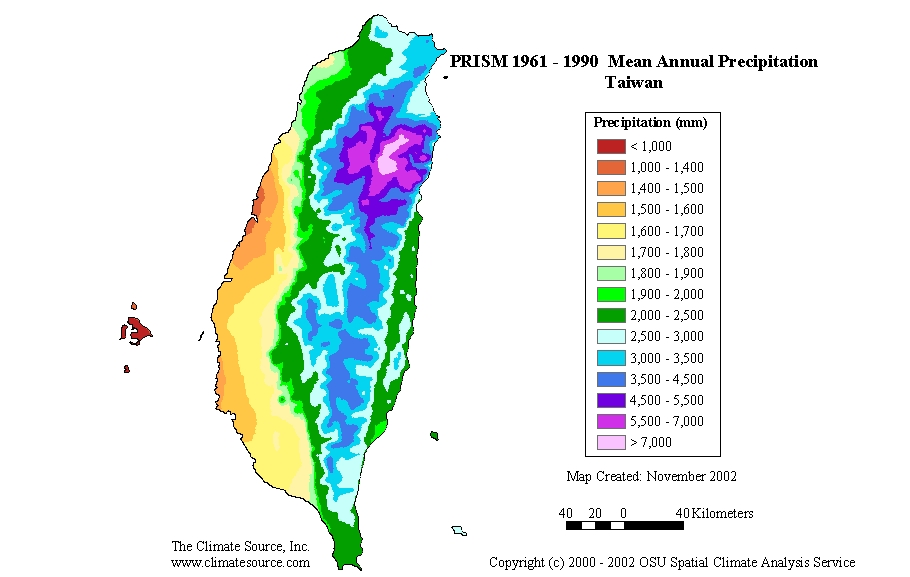 PRISM 1961 - 1990 Mean Annual Precipitation
Taiwan
Precipitation (mm)
< 1,000
1,000 - 1,400
1,400 - 1,500
1,500 - 1,600
1,600 - 1,700
1,700 - 1,800
1,800 - 1,900
1,900 - 2,000
2,000 - 2,500
2,500 - 3,000
3,000 - 3,500
3,500 - 4,500
4,500 - 5,500
5,500 - 7,000
> 7,000
Map Created: November 2002
40 20 0 40 Kilometers
The Climate Source, Inc.
www.climatesource.com
Copyright (c) 2000 - 2002 OSU Spatial Climate Analysis Service